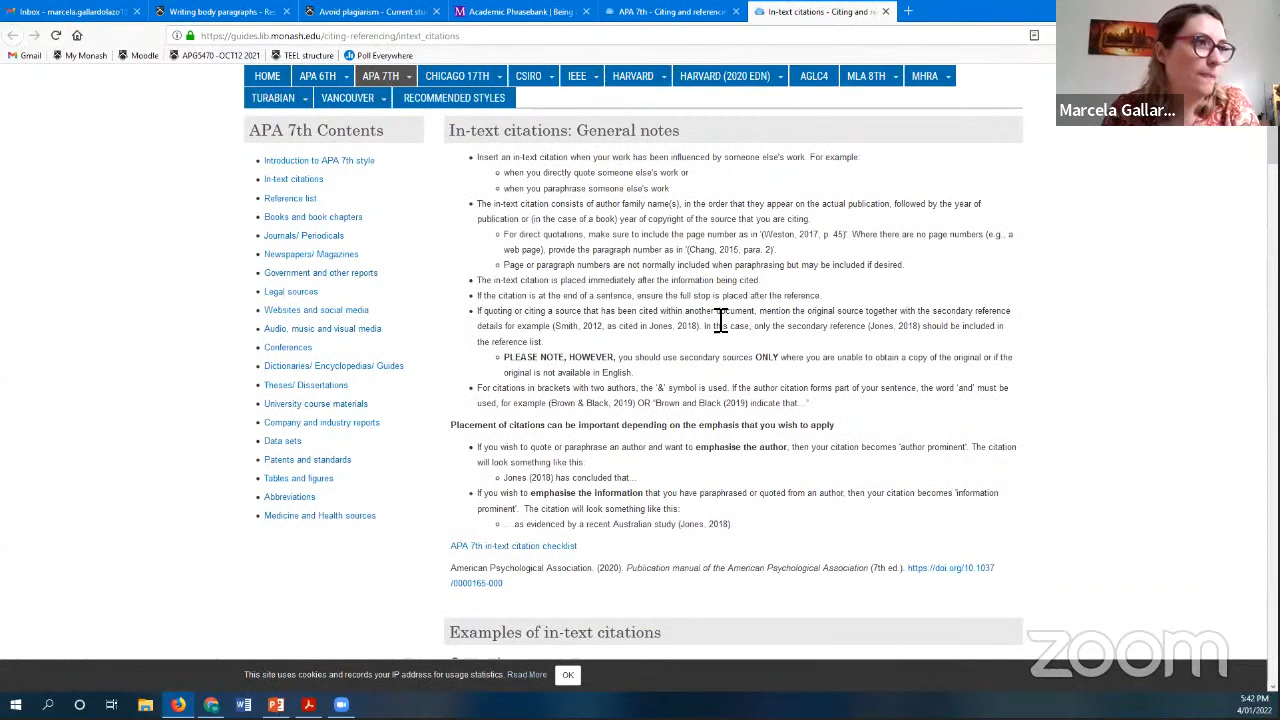 Inbox - marcela.gallardolazo1
Writing body paragraphs - Res
Avoid plagiarism - Current stu
Academic Phrasebank | Being C
APA 7th - Citing and referenci
In-text citations - Citing and re
https://guides.lib.monash.edu/citing-referencing/intext_citations
Gmail
My Monash
Moodle
APG5470 -OCT12 2021
TEEL structure
Poll Everywhere
HOME
APA 6TH
APA 7TH
CHICAGO 17TH
CSIRO
IEEE
HARVARD
HARVARD (2020 EDN)
AGLC4
MLA 8TH
MHRA
TURABIAN
VANCOUVER
RECOMMENDED STYLES
Marcela Gallar...
APA 7th Contents
Introduction to APA 7th style
In-text citations
Reference list
Books and book chapters
Journals/ Periodicals
Newspapers/ Magazines
Government and other reports
Legal sources
Websites and social media
Audio, music and visual media
Conferences
Dictionaries/ Encyclopedias/ Guides
Theses/ Dissertations
University course materials
Company and industry reports
Data sets
Patents and standards
Tables and figures
Abbreviations
Medicine and Health sources
In-text citations: General notes
Insert an in-text citation when your work has been influenced by someone else's work. For example:
when you directly quote someone else's work or
when you paraphrase someone else's work
The in-text citation consists of author family name(s), in the order that they appear on the actual publication, followed by the year of
publication or (in the case of a book) year of copyright of the source that you are citing.
For direct quotations, make sure to include the page number as in '(Weston, 2017, p. 45)'. Where there are no page numbers (e.g., a
web page), provide the paragraph number as in '(Chang, 2015, para. 2)'.
Page or paragraph numbers are not normally included when paraphrasing but may be included if desired.
The in-text citation is placed immediately after the information being cited.
If the citation is at the end of a sentence, ensure the full stop is placed after the reference.
If quoting or citing a source that has been cited within another document, mention the original source together with the secondary reference
details for example (Smith, 2012, as cited in Jones, 2018). In this case, only the secondary reference (Jones, 2018) should be included in
the reference list.
PLEASE NOTE, HOWEVER, you should use secondary sources ONLY where you are unable to obtain a copy of the original or if the
original is not available in English.
For citations in brackets with two authors, the '&' symbol is used. If the author citation forms part of your sentence, the word 'and' must be
used, for example (Brown & Black, 2019) OR "Brown and Black (2019) indicate that..."
Placement of citations can be important depending on the emphasis that you wish to apply
If you wish to quote or paraphrase an author and want to emphasise the author, then your citation becomes 'author prominent'. The citation
will look something like this:
Jones (2018) has concluded that...
If you wish to emphasise the information that you have paraphrased or quoted from an author, then your citation becomes 'information
prominent'. The citation will look something like this:
.. as evidenced by a recent Australian study (Jones, 2018).
APA 7th in-text citation checklist
American Psychological Association. (2020). Publication manual of the American Psychological Association (7th ed.). https://doi.org/10.1037
/0000165-000
Examples of in-text citations
zoom
This site uses cookies and records your IP address for usage statistics. Read More
OK
5:42 PM
4/01/2022